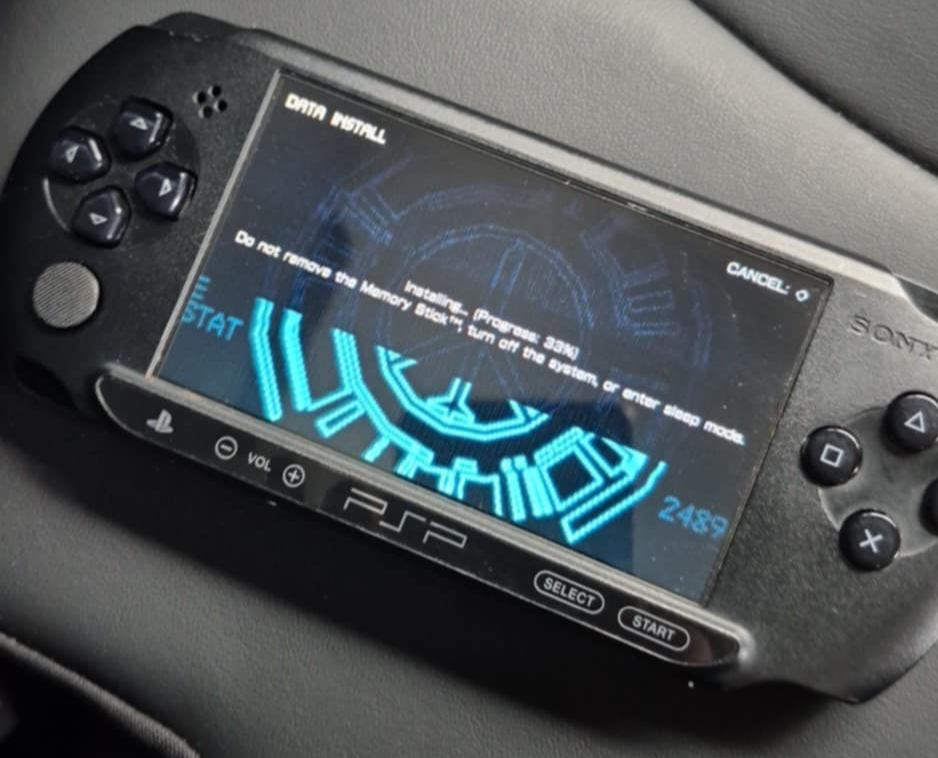 DATA INSTALL
CANCEL:
Installing... (Progress: 33%)
Do not remove the Memory Stick™, turn off the system, or enter sleep mode.
E
STAT
2489
SONY
VOL
PSP
SELECT
START